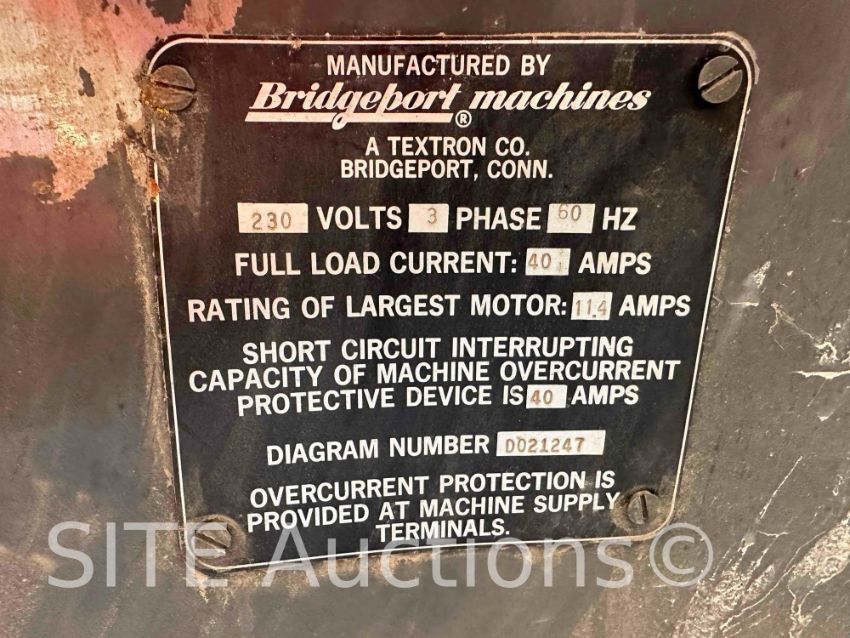 MANUFACTURED BY
Bridgeport machines
®
A TEXTRON CO.
BRIDGEPORT, CONN.
230 VOLTS 3 PHASE 60 HZ
FULL LOAD CURRENT: 40 AMPS
RATING OF LARGEST MOTOR: 11.4 AMPS
SHORT CIRCUIT INTERRUPTING
CAPACITY OF MACHINE OVERCURRENT
PROTECTIVE DEVICE IS 40 AMPS
DIAGRAM NUMBER D021247
OVERCURRENT PROTECTION IS
PROVIDED AT MACHINE SUPPLY
TERMINALS.
SITE Auctions©